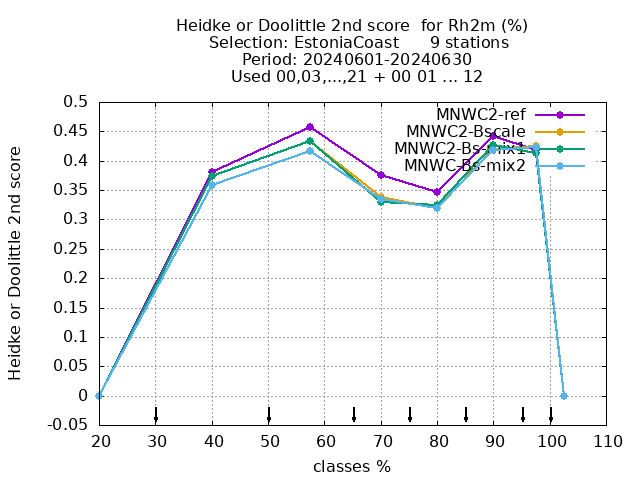 Heidke or Doolittle 2nd score  for Rh2m (%)
Selection: EstoniaCoast      9 stations
Period: 20240601-20240630
Used 00,03,...,21 + 00 01 ... 12
MNWC2-ref
MNWC2-Bscale
MNWC2-Bs-mix1
MNWC-Bs-mix2
Heidke or Doolittle 2nd score
0.5
0.45
0.4
0.35
0.3
0.25
0.2
0.15
0.1
0.05
0
-0.05
20 30 40 50 60 70 80 90 100 110
classes %